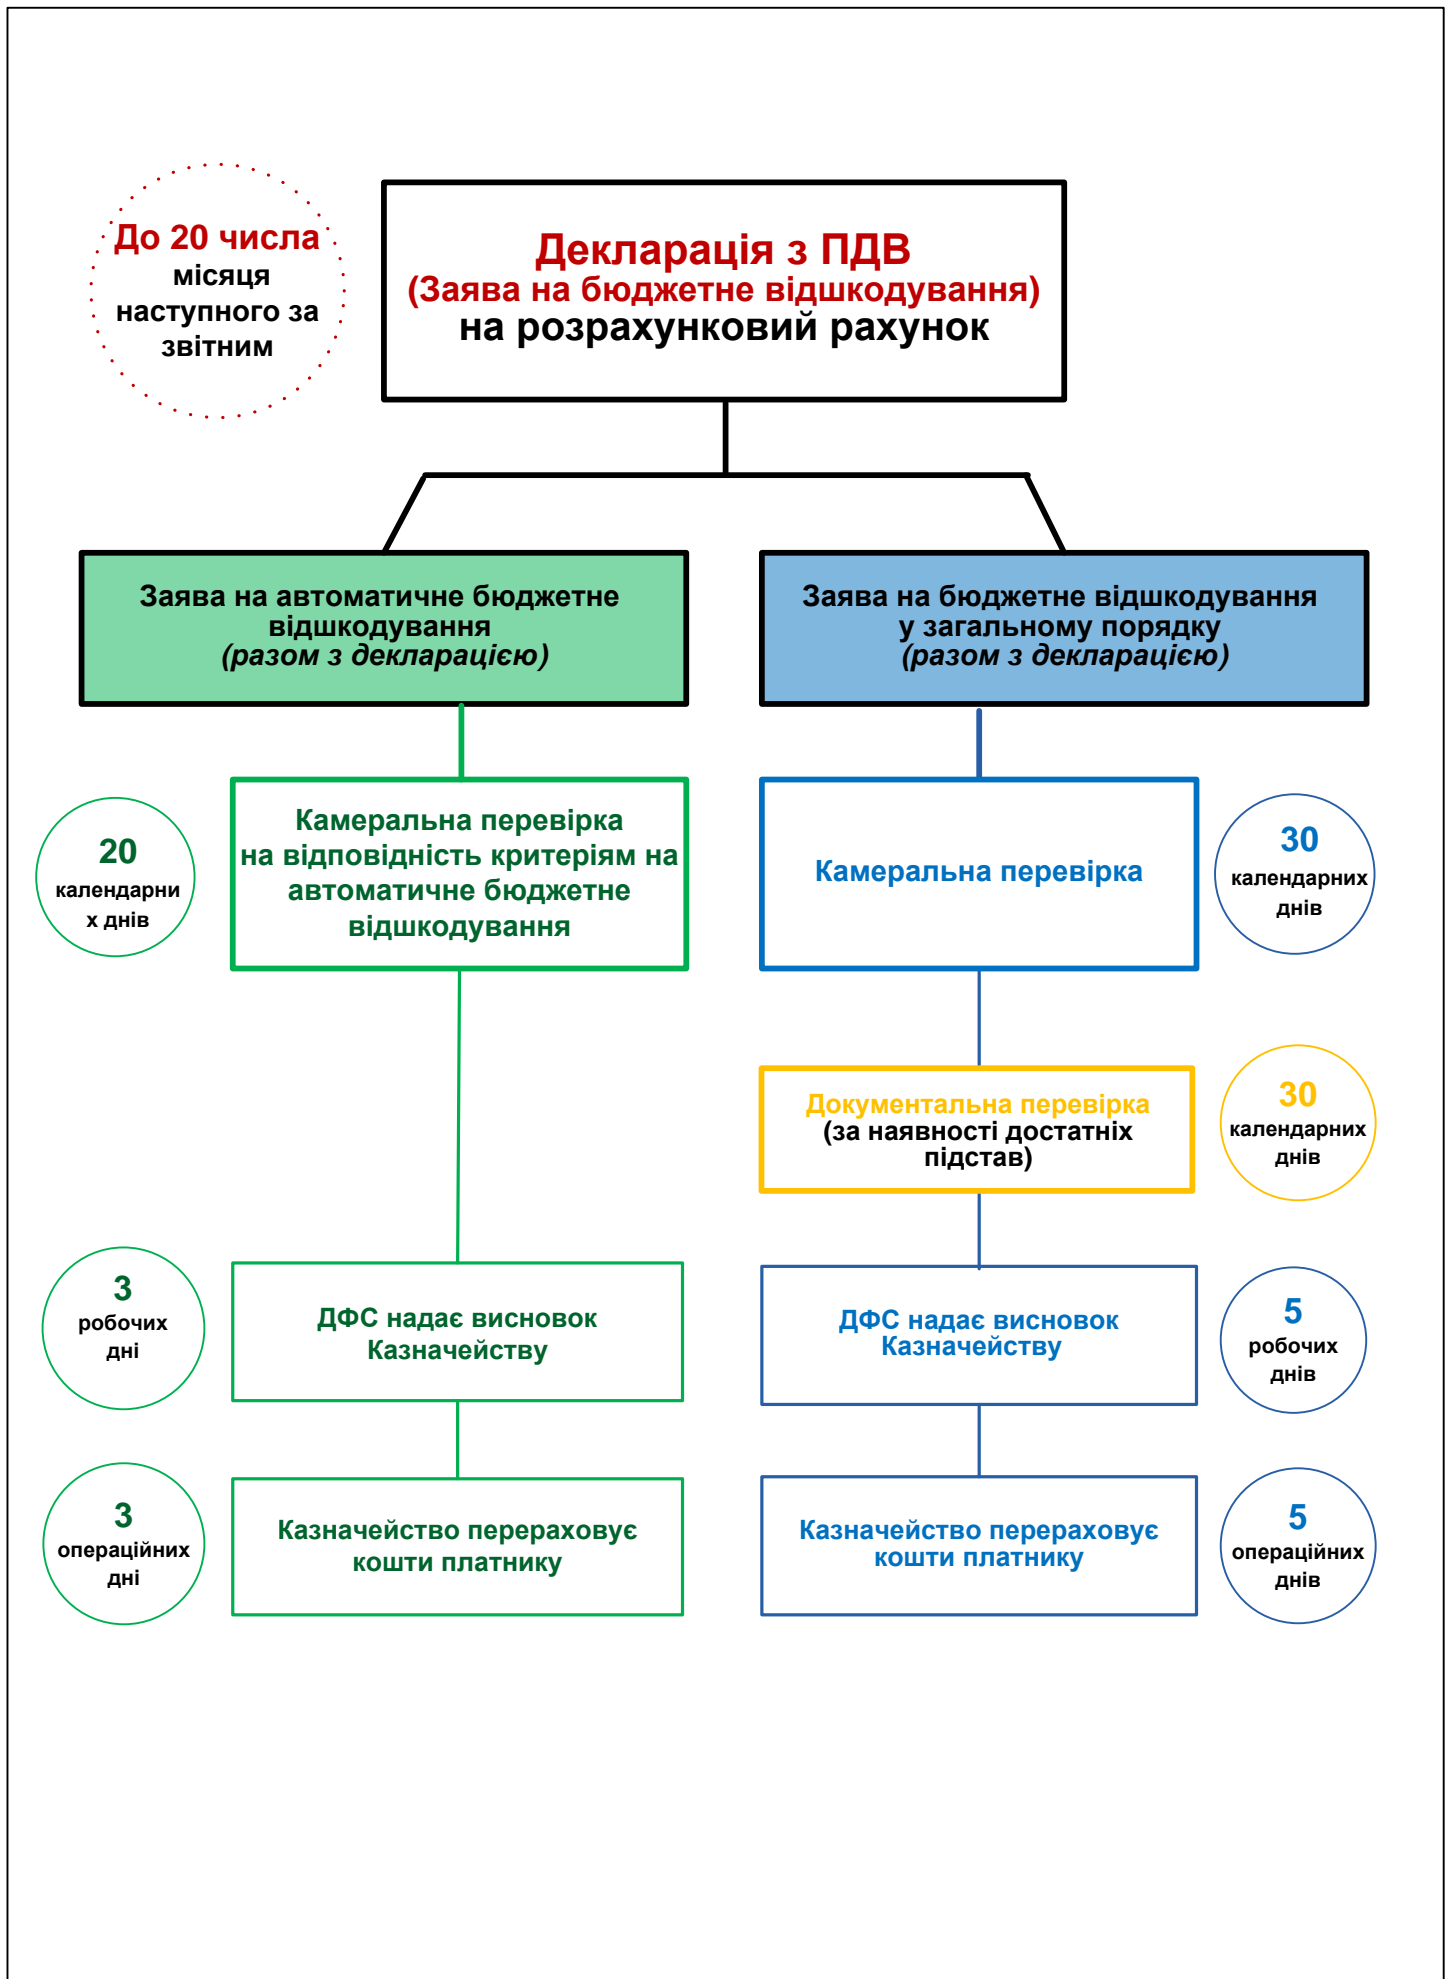 До 20 числа
місяця
наступного за
звітним
Декларація з ПДВ
(Заява на бюджетне відшкодування)
на розрахунковий рахунок
Заява на автоматичне бюджетне
відшкодування
(разом з декларацією)
Заява на бюджетне відшкодування
у загальному порядку
(разом з декларацією)
20
календарни
х днів
Камеральна перевірка
на відповідність критеріям на
автоматичне бюджетне
відшкодування
Камеральна перевірка
30
календарних
днів
Документальна перевірка
(за наявності достатніх
підстав)
30
календарних
днів
3
робочих
дні
ДФС надає висновок
Казначейству
ДФС надає висновок
Казначейству
5
робочих
днів
3
операційних
дні
Казначейство перераховує
кошти платнику
Казначейство перераховує
кошти платнику
5
операційних
днів